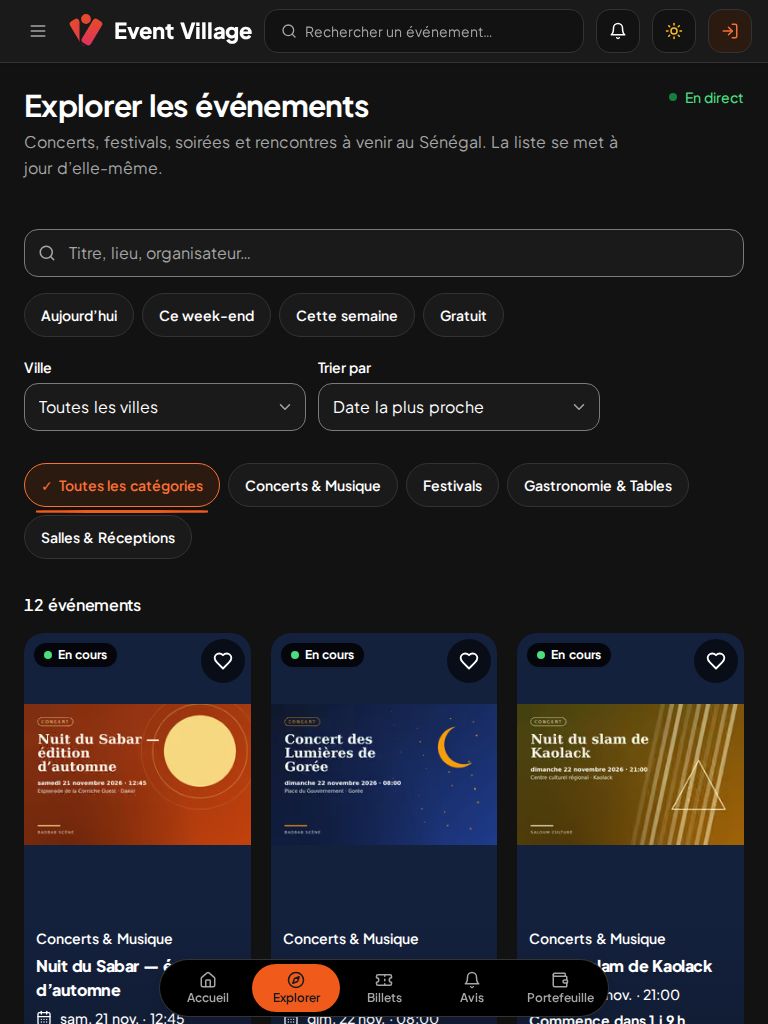 Event Village
Rechercher un événement...
Explorer les événements
En direct
Concerts, festivals, soirées et rencontres à venir au Sénégal. La liste se met à
jour d’elle-même.
Titre, lieu, organisateur...
Aujourd’hui
Ce week-end
Cette semaine
Gratuit
Ville
Trier par
Toutes les villes
Date la plus proche
✓ Toutes les catégories
Concerts & Musique
Festivals
Gastronomie & Tables
Salles & Réceptions
12 événements
En cours
CONCERT
Nuit du Sabar —
édition
d’automne
samedi 21 novembre 2026 · 12:45
Esplanade de la Corniche Ouest · Dakar
BAOBAB SCÈNE
Concerts & Musique
Nuit du Sabar —
d’automne
sam. 21 nov. · 12:45
En cours
CONCERT
Concert des
Lumières de
Gorée
dimanche 22 novembre 2026 · 08:00
Place du Gouvernement · Gorée
BAOBAB SCÈNE
Concerts & Musique
dim. 22 nov. · 08:00
En cours
CONCERT
Nuit du slam de
Kaolack
dimanche 22 novembre 2026 · 21:00
Centre culturel régional · Kaolack
SALOUM CULTURE
Concerts & Musique
lam de Kaolack
nov. · 21:00
Commence dans 1 j 9 h
Accueil
Explorer
Billets
Avis
Portefeuille